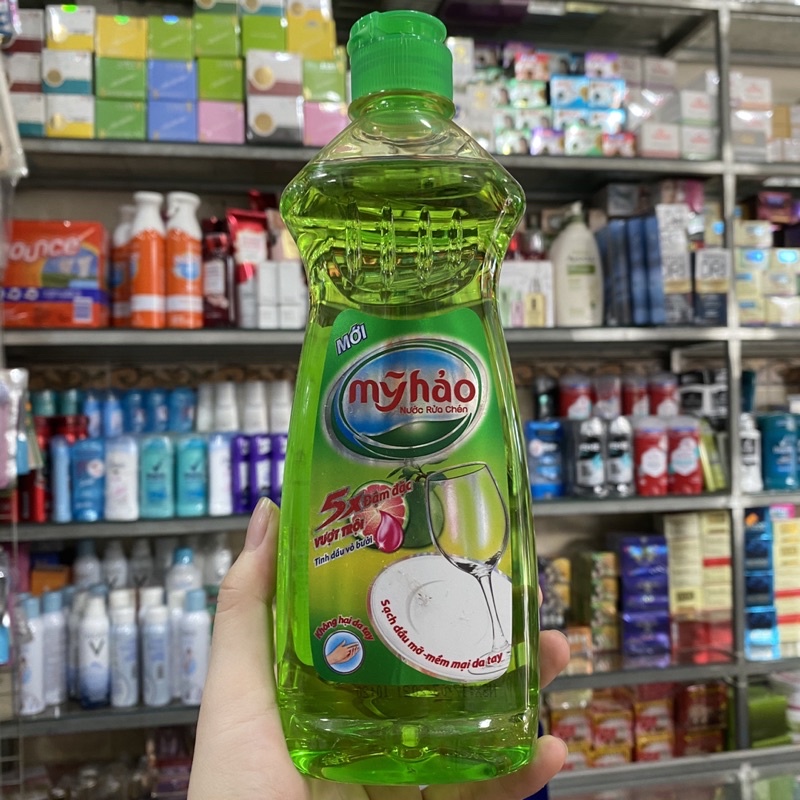 MỚI
mỹhảo
Nước Rửa Chén
5x Đậm đặc
VƯỢT TRỘI
Tinh dầu vỏ bưởi
Không hại da tay
Sạch dầu mỡ-mềm mại da tay
OUNCE